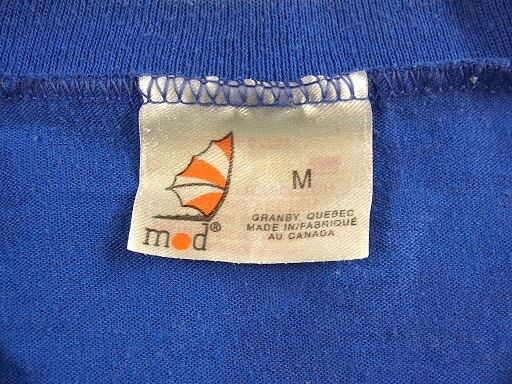 M
mod®
GRANBY QUEBEC
MADE IN/FABRIQUÉ
AU CANADA